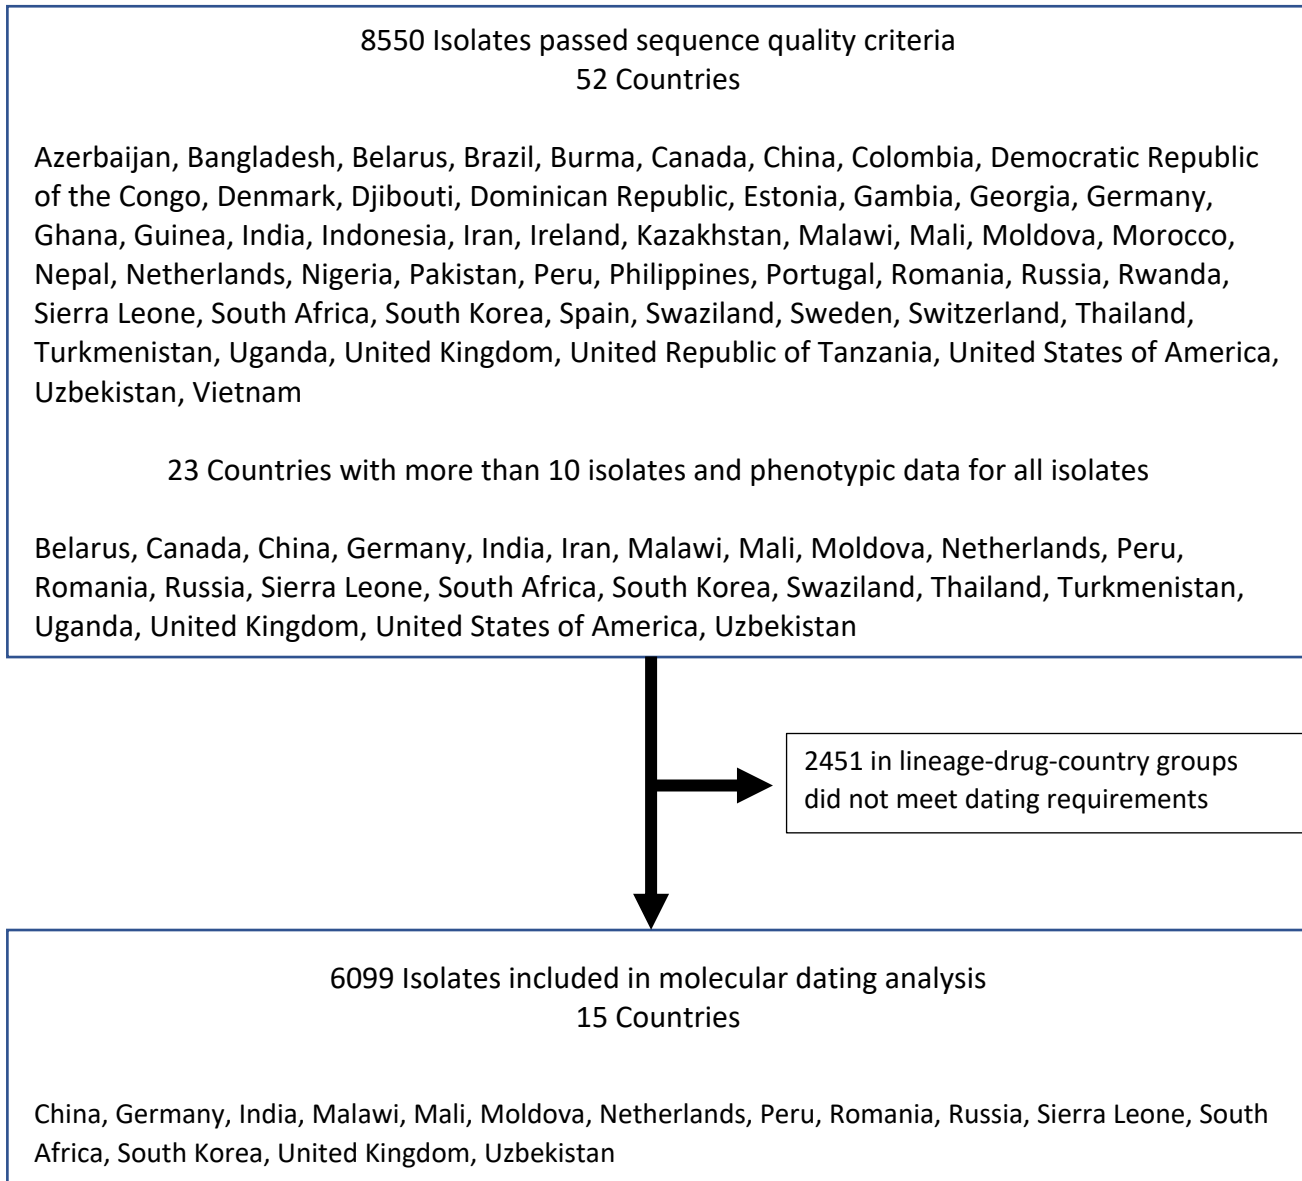 8550 Isolates passed sequence quality criteria
52 Countries
Azerbaijan, Bangladesh, Belarus, Brazil, Burma, Canada, China, Colombia, Democratic Republic
of the Congo, Denmark, Djibouti, Dominican Republic, Estonia, Gambia, Georgia, Germany,
Ghana, Guinea, India, Indonesia, Iran, Ireland, Kazakhstan, Malawi, Mali, Moldova, Morocco,
Nepal, Netherlands, Nigeria, Pakistan, Peru, Philippines, Portugal, Romania, Russia, Rwanda,
Sierra Leone, South Africa, South Korea, Spain, Swaziland, Sweden, Switzerland, Thailand,
Turkmenistan, Uganda, United Kingdom, United Republic of Tanzania, United States of America,
Uzbekistan, Vietnam
23 Countries with more than 10 isolates and phenotypic data for all isolates
Belarus, Canada, China, Germany, India, Iran, Malawi, Mali, Moldova, Netherlands, Peru,
Romania, Russia, Sierra Leone, South Africa, South Korea, Swaziland, Thailand, Turkmenistan,
Uganda, United Kingdom, United States of America, Uzbekistan
2451 in lineage-drug-country groups
did not meet dating requirements
6099 Isolates included in molecular dating analysis
15 Countries
China, Germany, India, Malawi, Mali, Moldova, Netherlands, Peru, Romania, Russia, Sierra Leone, South
Africa, South Korea, United Kingdom, Uzbekistan